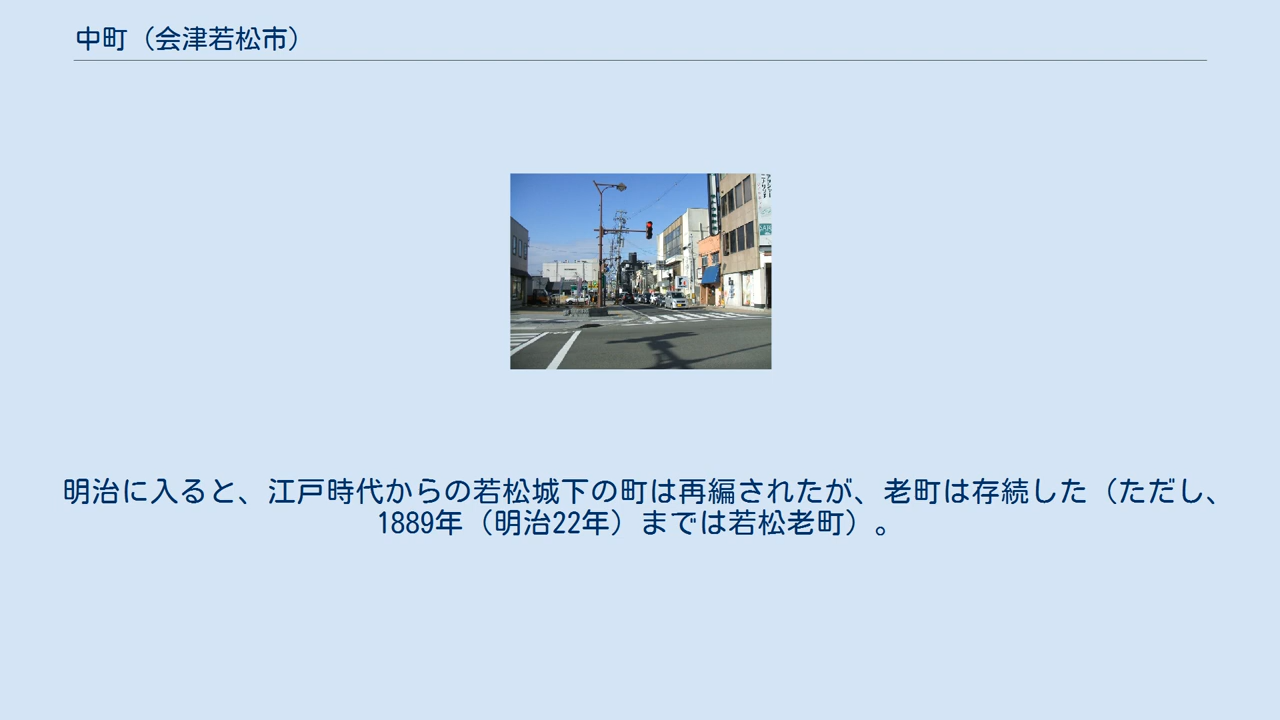 中町（会津若松市）
明治に入ると、江戸時代からの若松城下の町は再編されたが、老町は存続した（ただし、
1889年（明治22年）までは若松老町）。